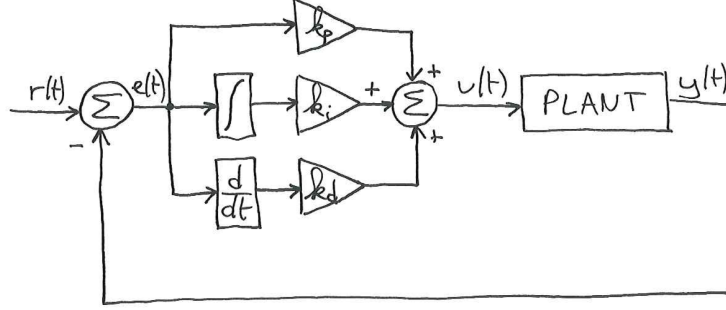 kp
+
r(t)
Σ
e(t)
∫
ki
+
Σ
u(t)
PLANT
y(t)
-
+
d
dt
kd